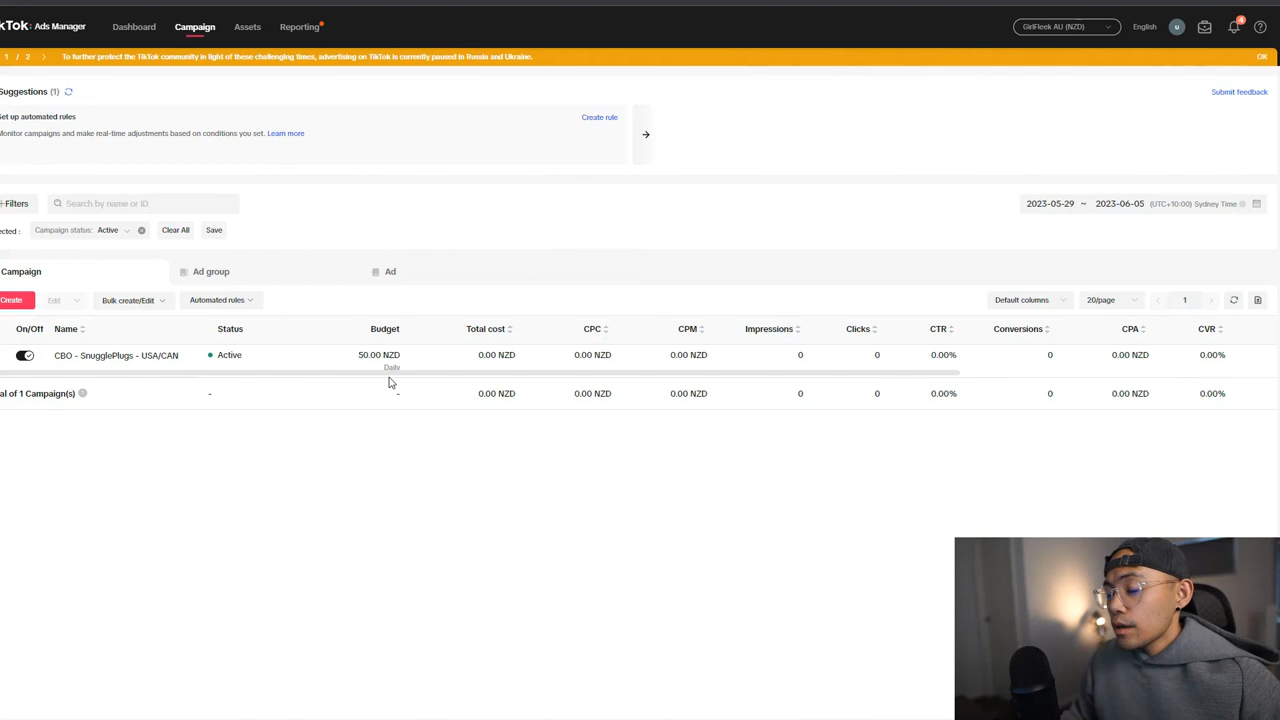 kTok: Ads Manager Dashboard Campaign Assets Reporting GirlFleek AU (NZD) English u 4
1 / 2 To further protect the TikTok community in light of these challenging times, advertising on TikTok is currently paused in Russia and Ukraine. OK
Suggestions (1) Submit feedback
Set up automated rules Create rule
Monitor campaigns and make real-time adjustments based on conditions you set. Learn more
+Filters Search by name or ID 2023-05-29 ~ 2023-06-05 (UTC+10:00) Sydney Time
ected : Campaign status: Active Clear All Save
Campaign Ad group Ad
Create Edit Bulk create/Edit Automated rules Default columns 20/page 1
On/Off Name Status Budget Total cost CPC CPM Impressions Clicks CTR Conversions CPA CVR
CBO - SnugglePlugs - USA/CAN Active 50.00 NZD 0.00 NZD 0.00 NZD 0.00 NZD 0 0 0.00% 0 0.00 NZD 0.00%
Daily
al of 1 Campaign(s) - - 0.00 NZD 0.00 NZD 0.00 NZD 0 0 0.00% 0 0.00 NZD 0.00%